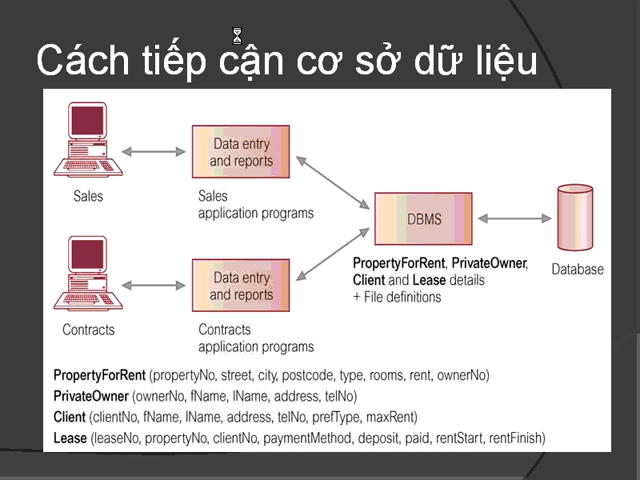 Cách tiếp cận cơ sở dữ liệu
Data entry
and reports
Sales
Sales
application programs
DBMS
PropertyForRent, PrivateOwner,
Client and Lease details
+ File definitions
Database
Data entry
and reports
Contracts
Contracts
application programs
PropertyForRent (propertyNo, street, city, postcode, type, rooms, rent, ownerNo)
PrivateOwner (ownerNo, fName, lName, address, telNo)
Client (clientNo, fName, lName, address, telNo, prefType, maxRent)
Lease (leaseNo, propertyNo, clientNo, paymentMethod, deposit, paid, rentStart, rentFinish)